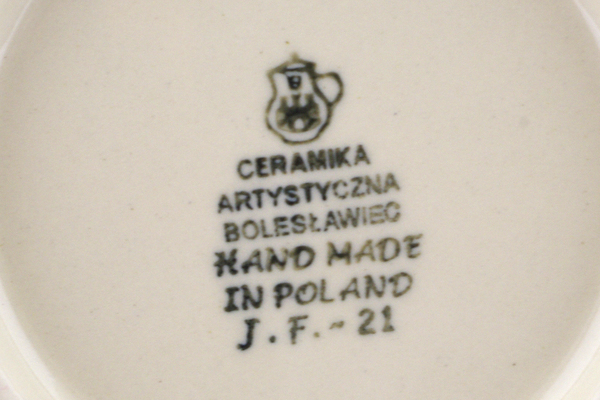 CERAMIKA
ARTYSTYCZNA
BOLESŁAWIEC
HAND MADE
IN POLAND
J.F.-21